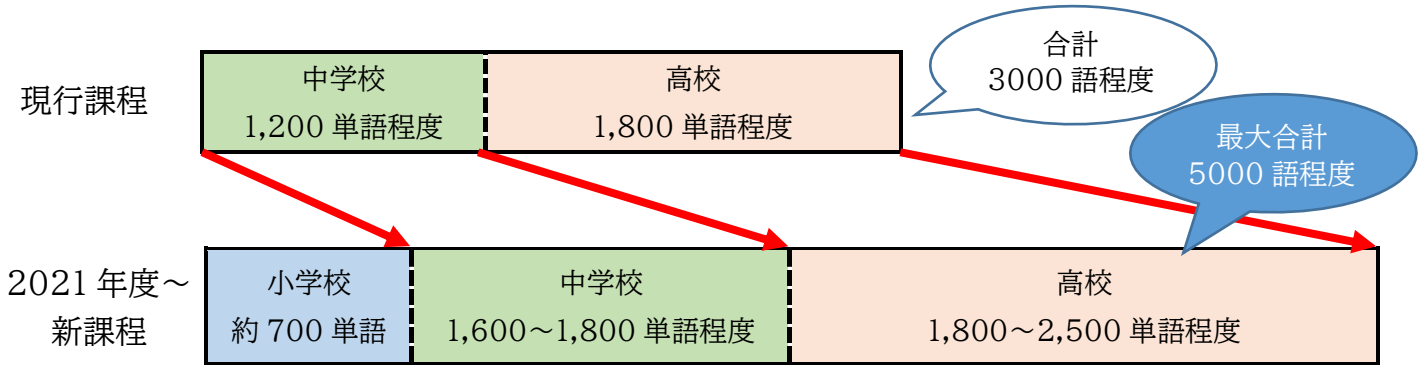 現行課程
中学校
1,200 単語程度
高校
1,800 単語程度
合計
3000 語程度
最大合計
5000 語程度
2021 年度～
新課程
小学校
約 700 単語
中学校
1,600～1,800 単語程度
高校
1,800～2,500 単語程度